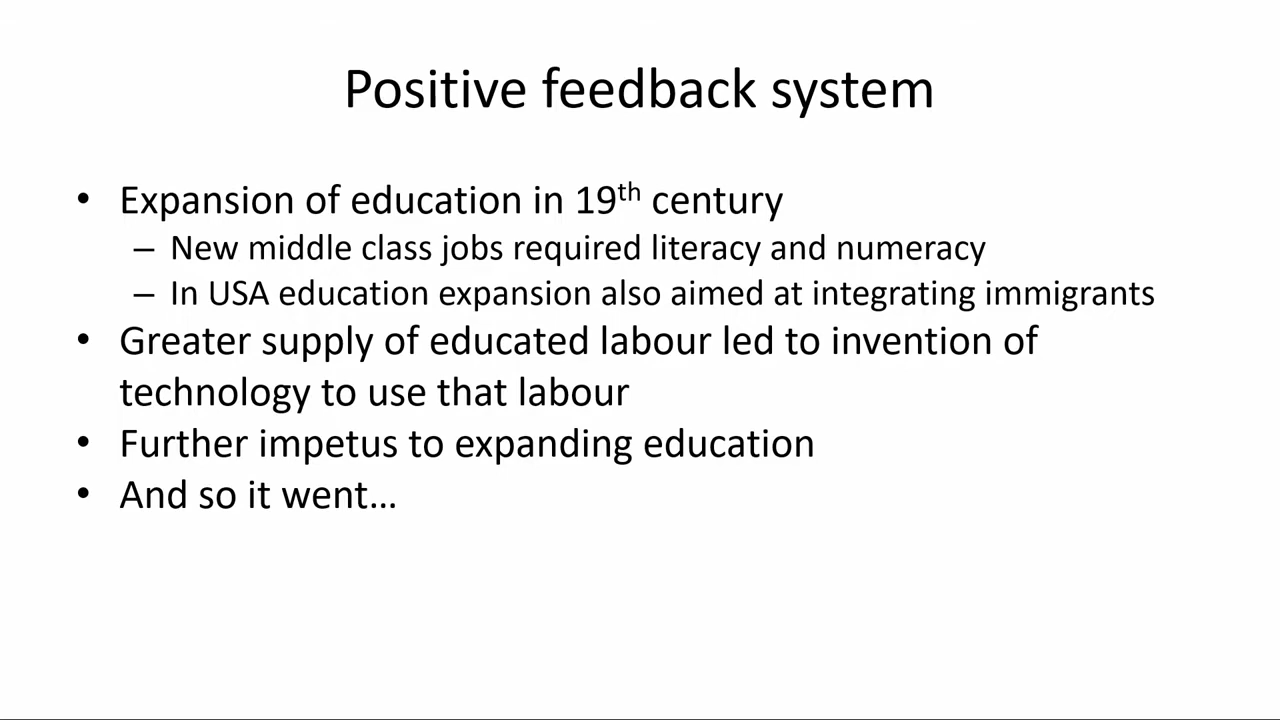 Positive feedback system
• Expansion of education in 19th century
– New middle class jobs required literacy and numeracy
– In USA education expansion also aimed at integrating immigrants
• Greater supply of educated labour led to invention of
technology to use that labour
• Further impetus to expanding education
• And so it went…